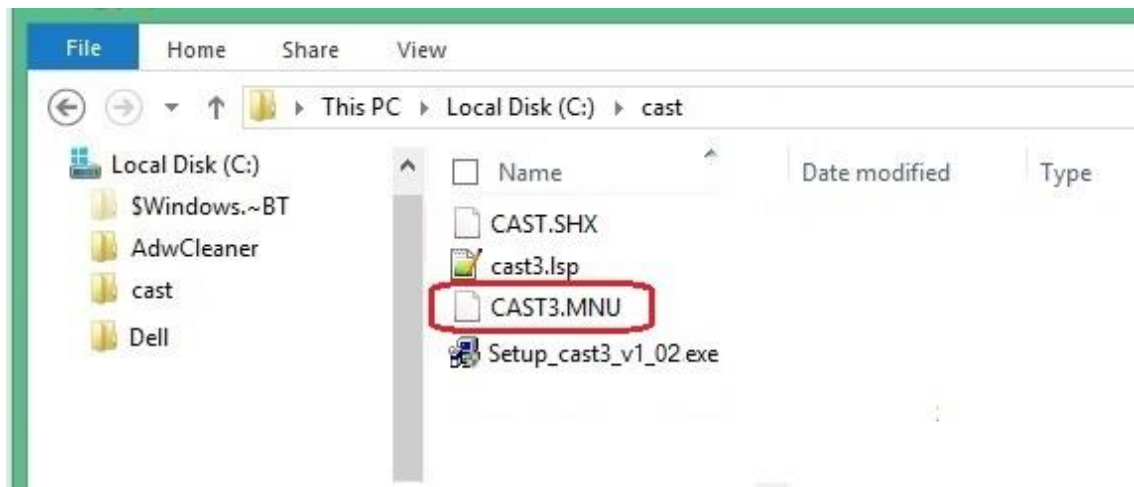 File Home Share View
This PC Local Disk (C:) cast
Local Disk (C:)
$Windows.~BT
AdwCleaner
cast
Dell
Name Date modified Type
CAST.SHX
cast3.lsp
CAST3.MNU
Setup_cast3_v1_02.exe